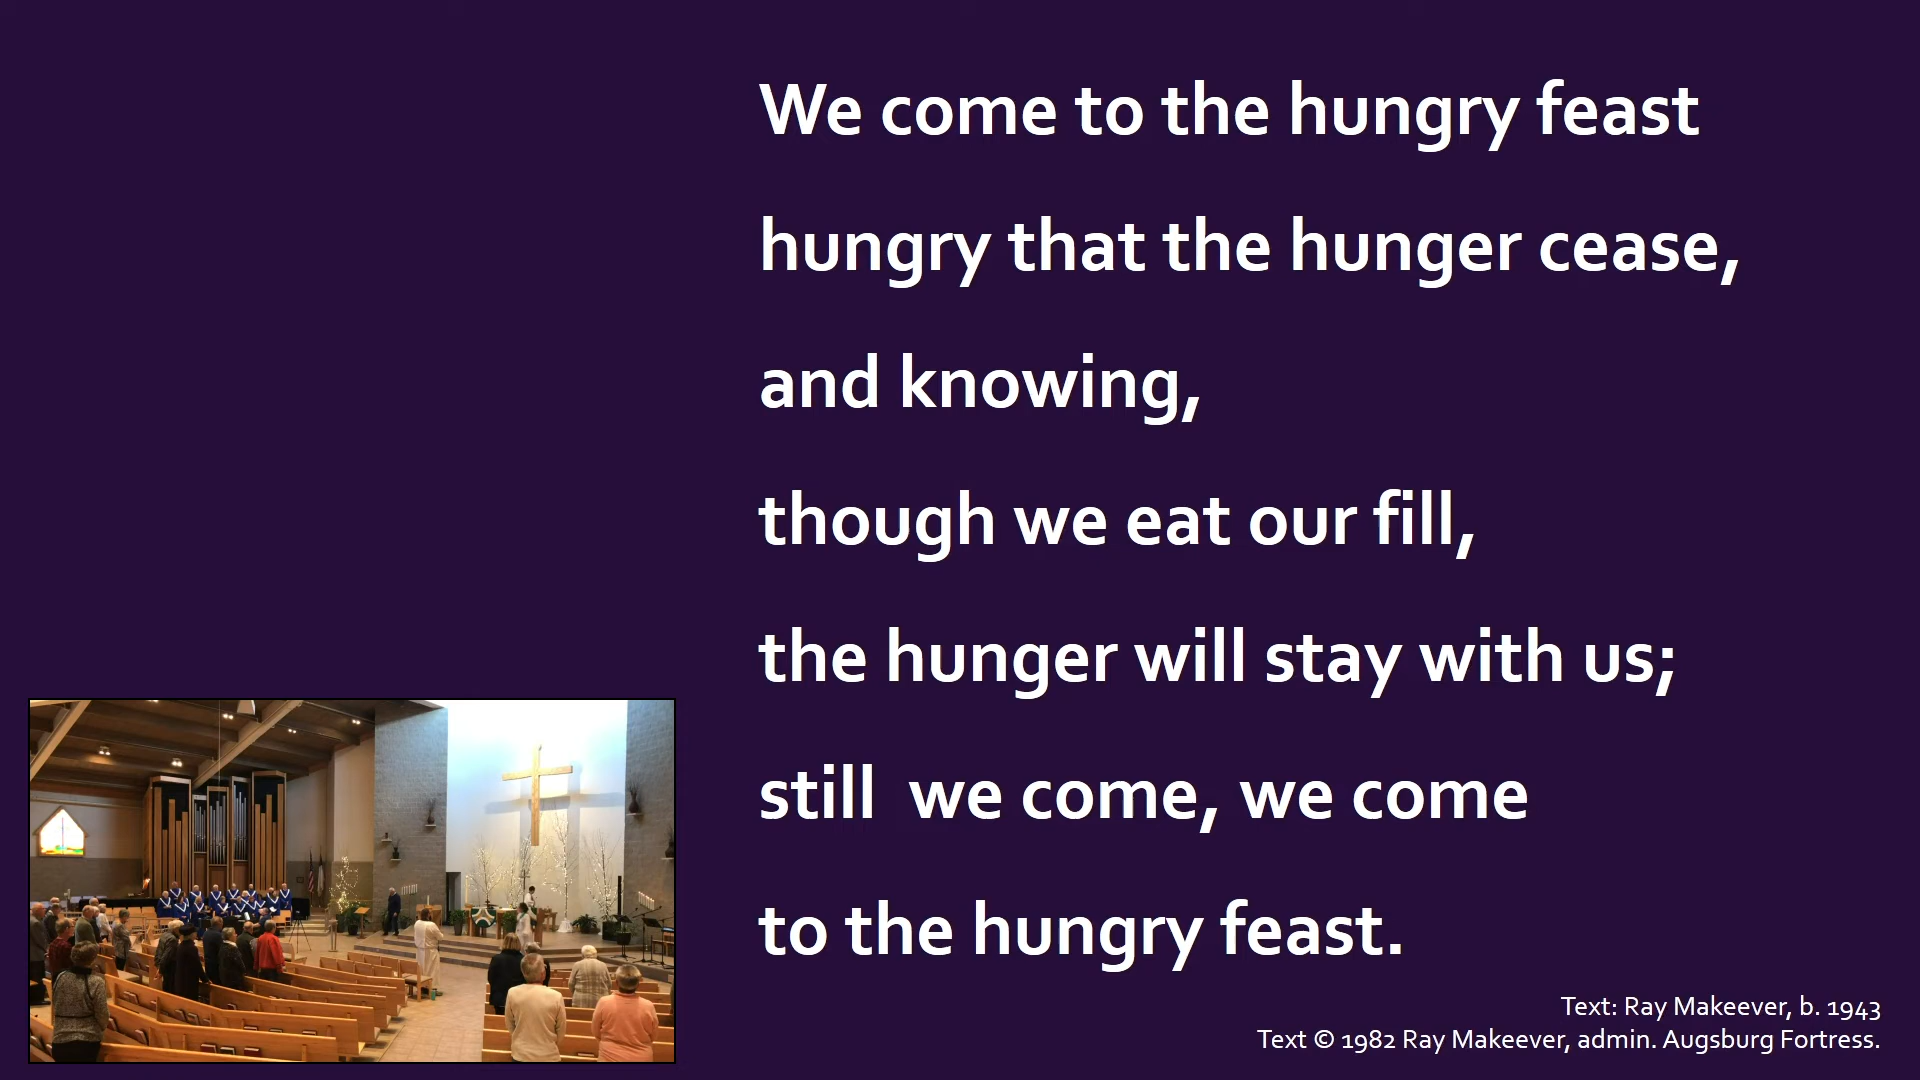 We come to the hungry feast
hungry that the hunger cease,
and knowing,
though we eat our fill,
the hunger will stay with us;
still  we come, we come
to the hungry feast.
Text: Ray Makeever, b. 1943
Text © 1982 Ray Makeever, admin. Augsburg Fortress.